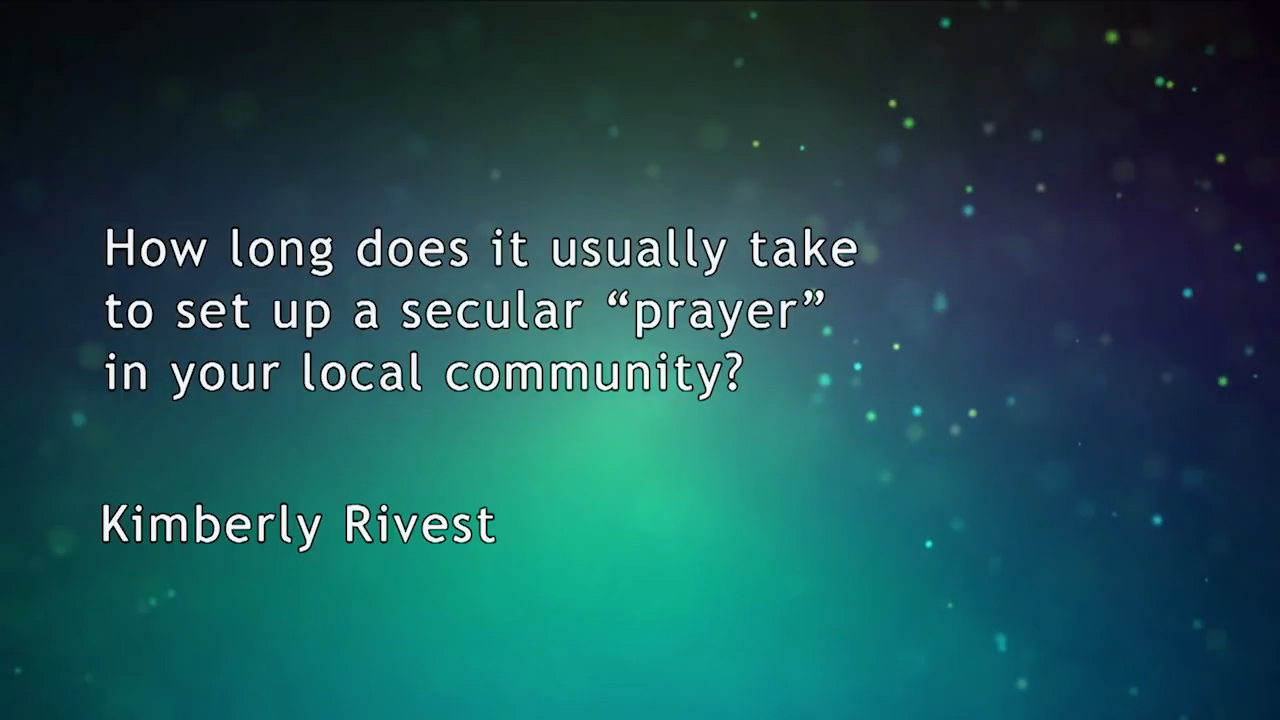 How long does it usually take
to set up a secular “prayer”
in your local community?
Kimberly Rivest